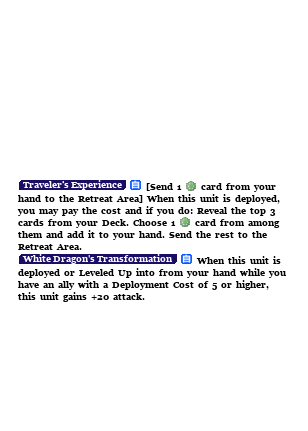 Traveler's Experience [Send 1 card from your
hand to the Retreat Area] When this unit is deployed,
you may pay the cost and if you do: Reveal the top 3
cards from your Deck. Choose 1 card from among
them and add it to your hand. Send the rest to the
Retreat Area.
White Dragon's Transformation When this unit is
deployed or Leveled Up into from your hand while you
have an ally with a Deployment Cost of 5 or higher,
this unit gains +20 attack.